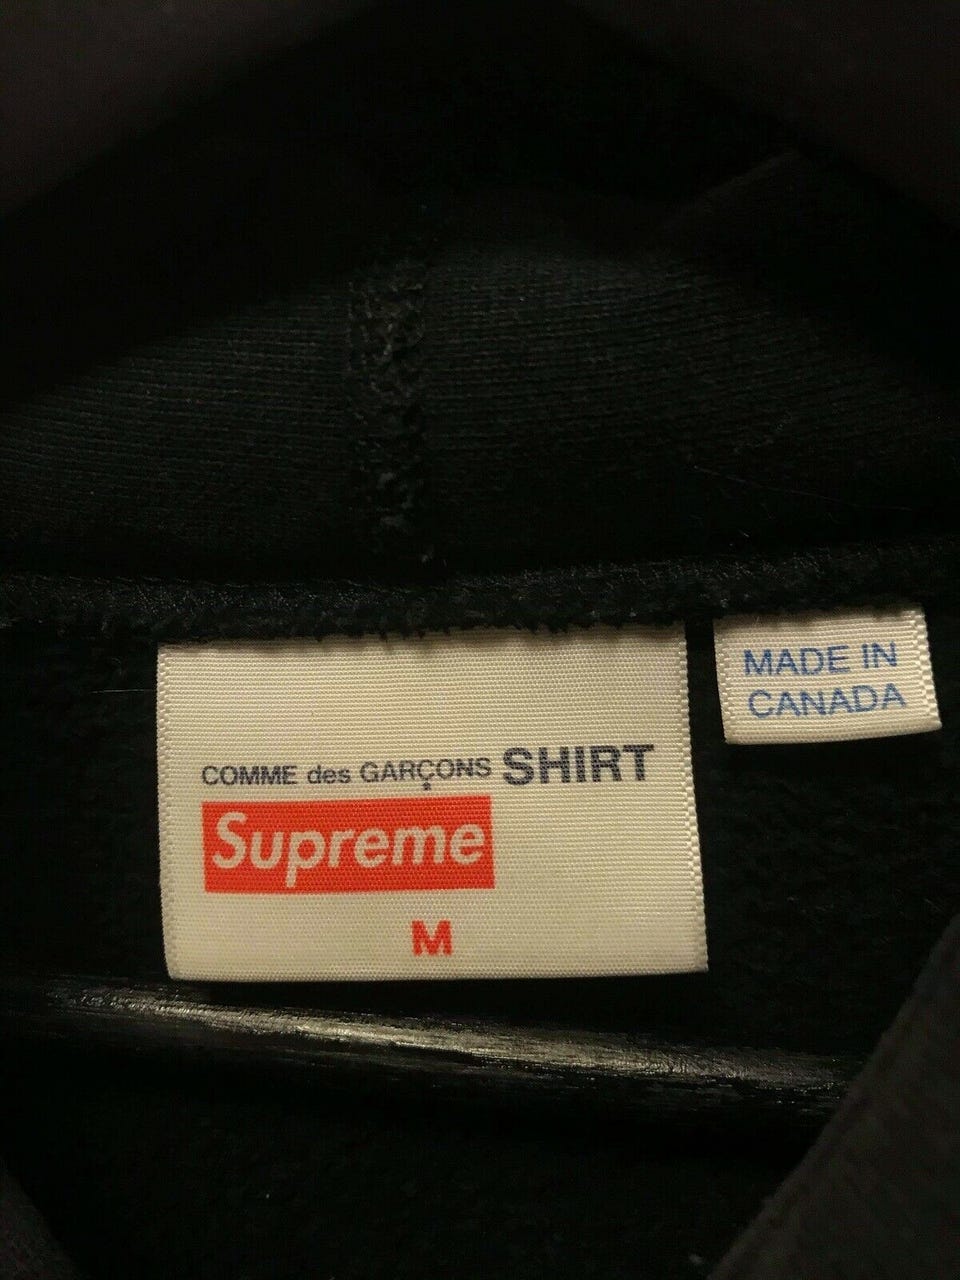 COMME des GARÇONS SHIRT
Supreme
M
MADE IN
CANADA